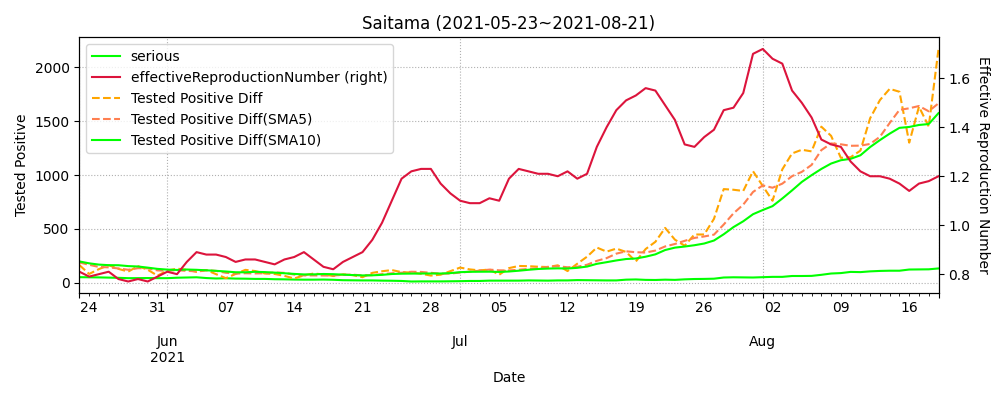 Saitama (2021-05-23~2021-08-21)
serious
effectiveReproductionNumber (right)
Tested Positive Diff
Tested Positive Diff(SMA5)
Tested Positive Diff(SMA10)
Tested Positive
2000
1500
1000
500
0
Effective Reproduction Number
1.6
1.4
1.2
1.0
0.8
24 31 07 14 21 28 05 12 19 26 02 09 16
Jun Jul Aug
2021
Date